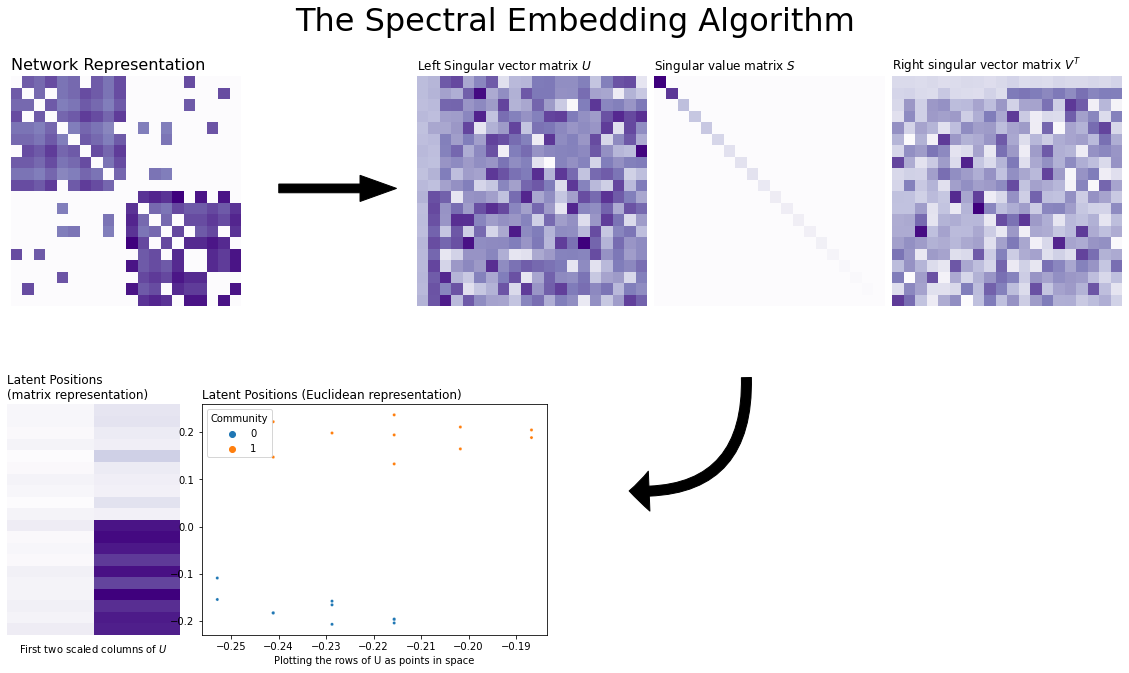 The Spectral Embedding Algorithm
Network Representation
Left Singular vector matrix U
Singular value matrix S
Right singular vector matrix V^T
Latent Positions
(matrix representation)
First two scaled columns of U
Latent Positions (Euclidean representation)
Community
0
1
0.2
0.1
0.0
−0.1
−0.2
−0.25
−0.24
−0.23
−0.22
−0.21
−0.20
−0.19
Plotting the rows of U as points in space